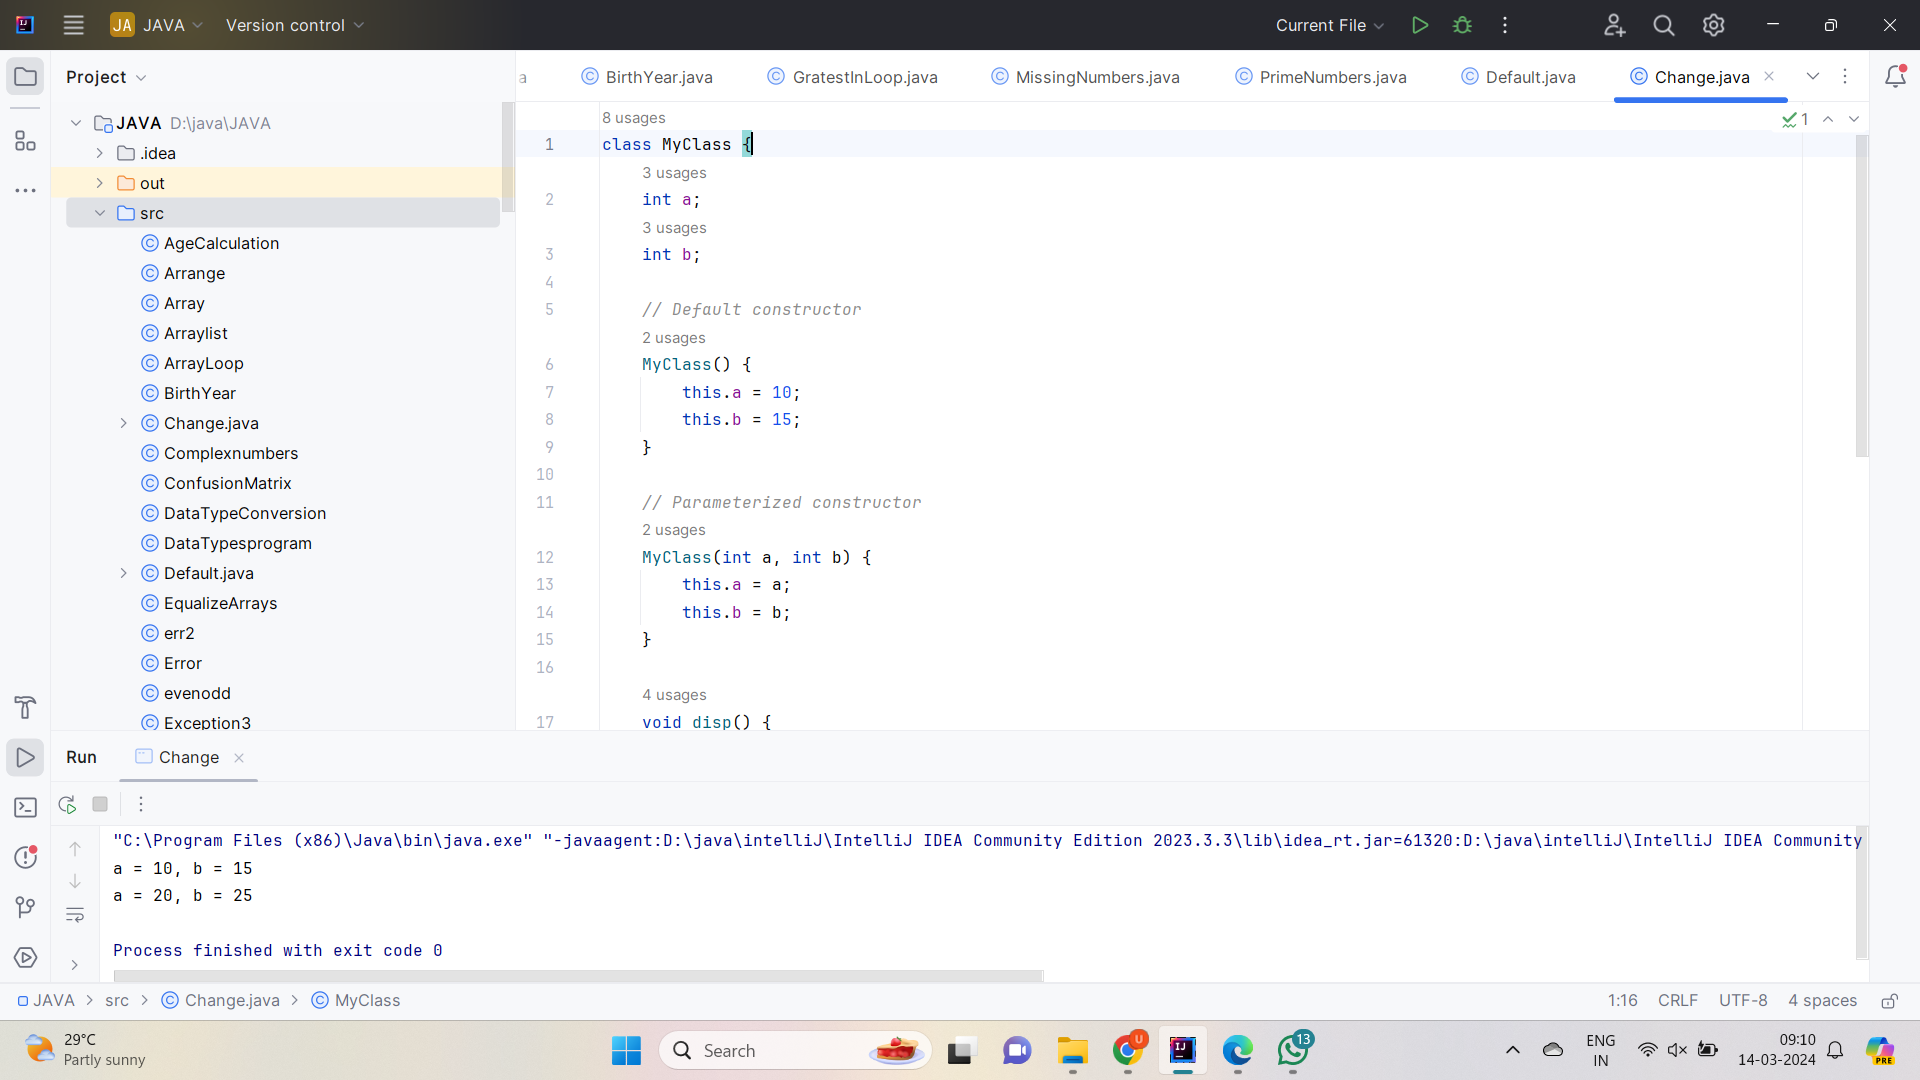 JA JAVA Version control Current File
Project
a BirthYear.java GratestInLoop.java MissingNumbers.java PrimeNumbers.java Default.java Change.java
JAVA D:\java\JAVA
.idea
out
src
AgeCalculation
Arrange
Array
Arraylist
ArrayLoop
BirthYear
Change.java
Complexnumbers
ConfusionMatrix
DataTypeConversion
DataTypesprogram
Default.java
EqualizeArrays
err2
Error
evenodd
Exception3
8 usages
1
1 class MyClass {
3 usages
2 int a;
3 usages
3 int b;
4
5 // Default constructor
2 usages
6 MyClass() {
7 this.a = 10;
8 this.b = 15;
9 }
10
11 // Parameterized constructor
2 usages
12 MyClass(int a, int b) {
13 this.a = a;
14 this.b = b;
15 }
16
4 usages
17 void disp() {
Run Change
"C:\Program Files (x86)\Java\bin\java.exe" "-javaagent:D:\java\intelliJ\IntelliJ IDEA Community Edition 2023.3.3\lib\idea_rt.jar=61320:D:\java\intelliJ\IntelliJ IDEA Community
a = 10, b = 15
a = 20, b = 25
Process finished with exit code 0
JAVA > src > Change.java > MyClass 1:16 CRLF UTF-8 4 spaces
29°C
Partly sunny
Search
U
IJ
13
ENG
IN
09:10
14-03-2024
PRE